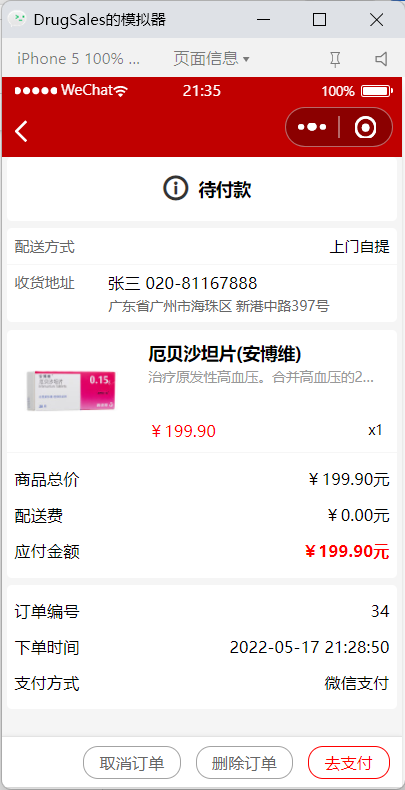 DrugSales的模拟器
iPhone 5 100% ... 页面信息
WeChat 21:35 100%
待付款
配送方式 上门自提
收货地址 张三 020-81167888
广东省广州市海珠区 新港中路397号
厄贝沙坦片(安博维)
治疗原发性高血压。合并高血压的2...
0.15
¥199.90 x1
商品总价 ¥199.90元
配送费 ¥0.00元
应付金额 ¥199.90元
订单编号 34
下单时间 2022-05-17 21:28:50
支付方式 微信支付
取消订单 删除订单 去支付